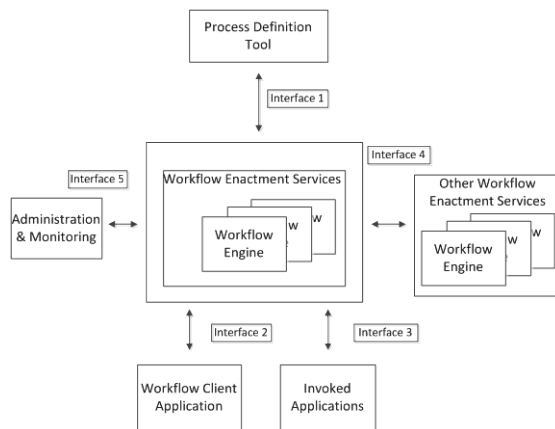 Process Definition
Tool
Interface 1
Interface 4
Interface 5
Workflow Enactment Services
Other Workflow
Enactment Services
Administration
& Monitoring
w
w
Workflow
Engine
w
Workflow
Engine
Interface 2
Interface 3
Workflow Client
Application
Invoked
Applications